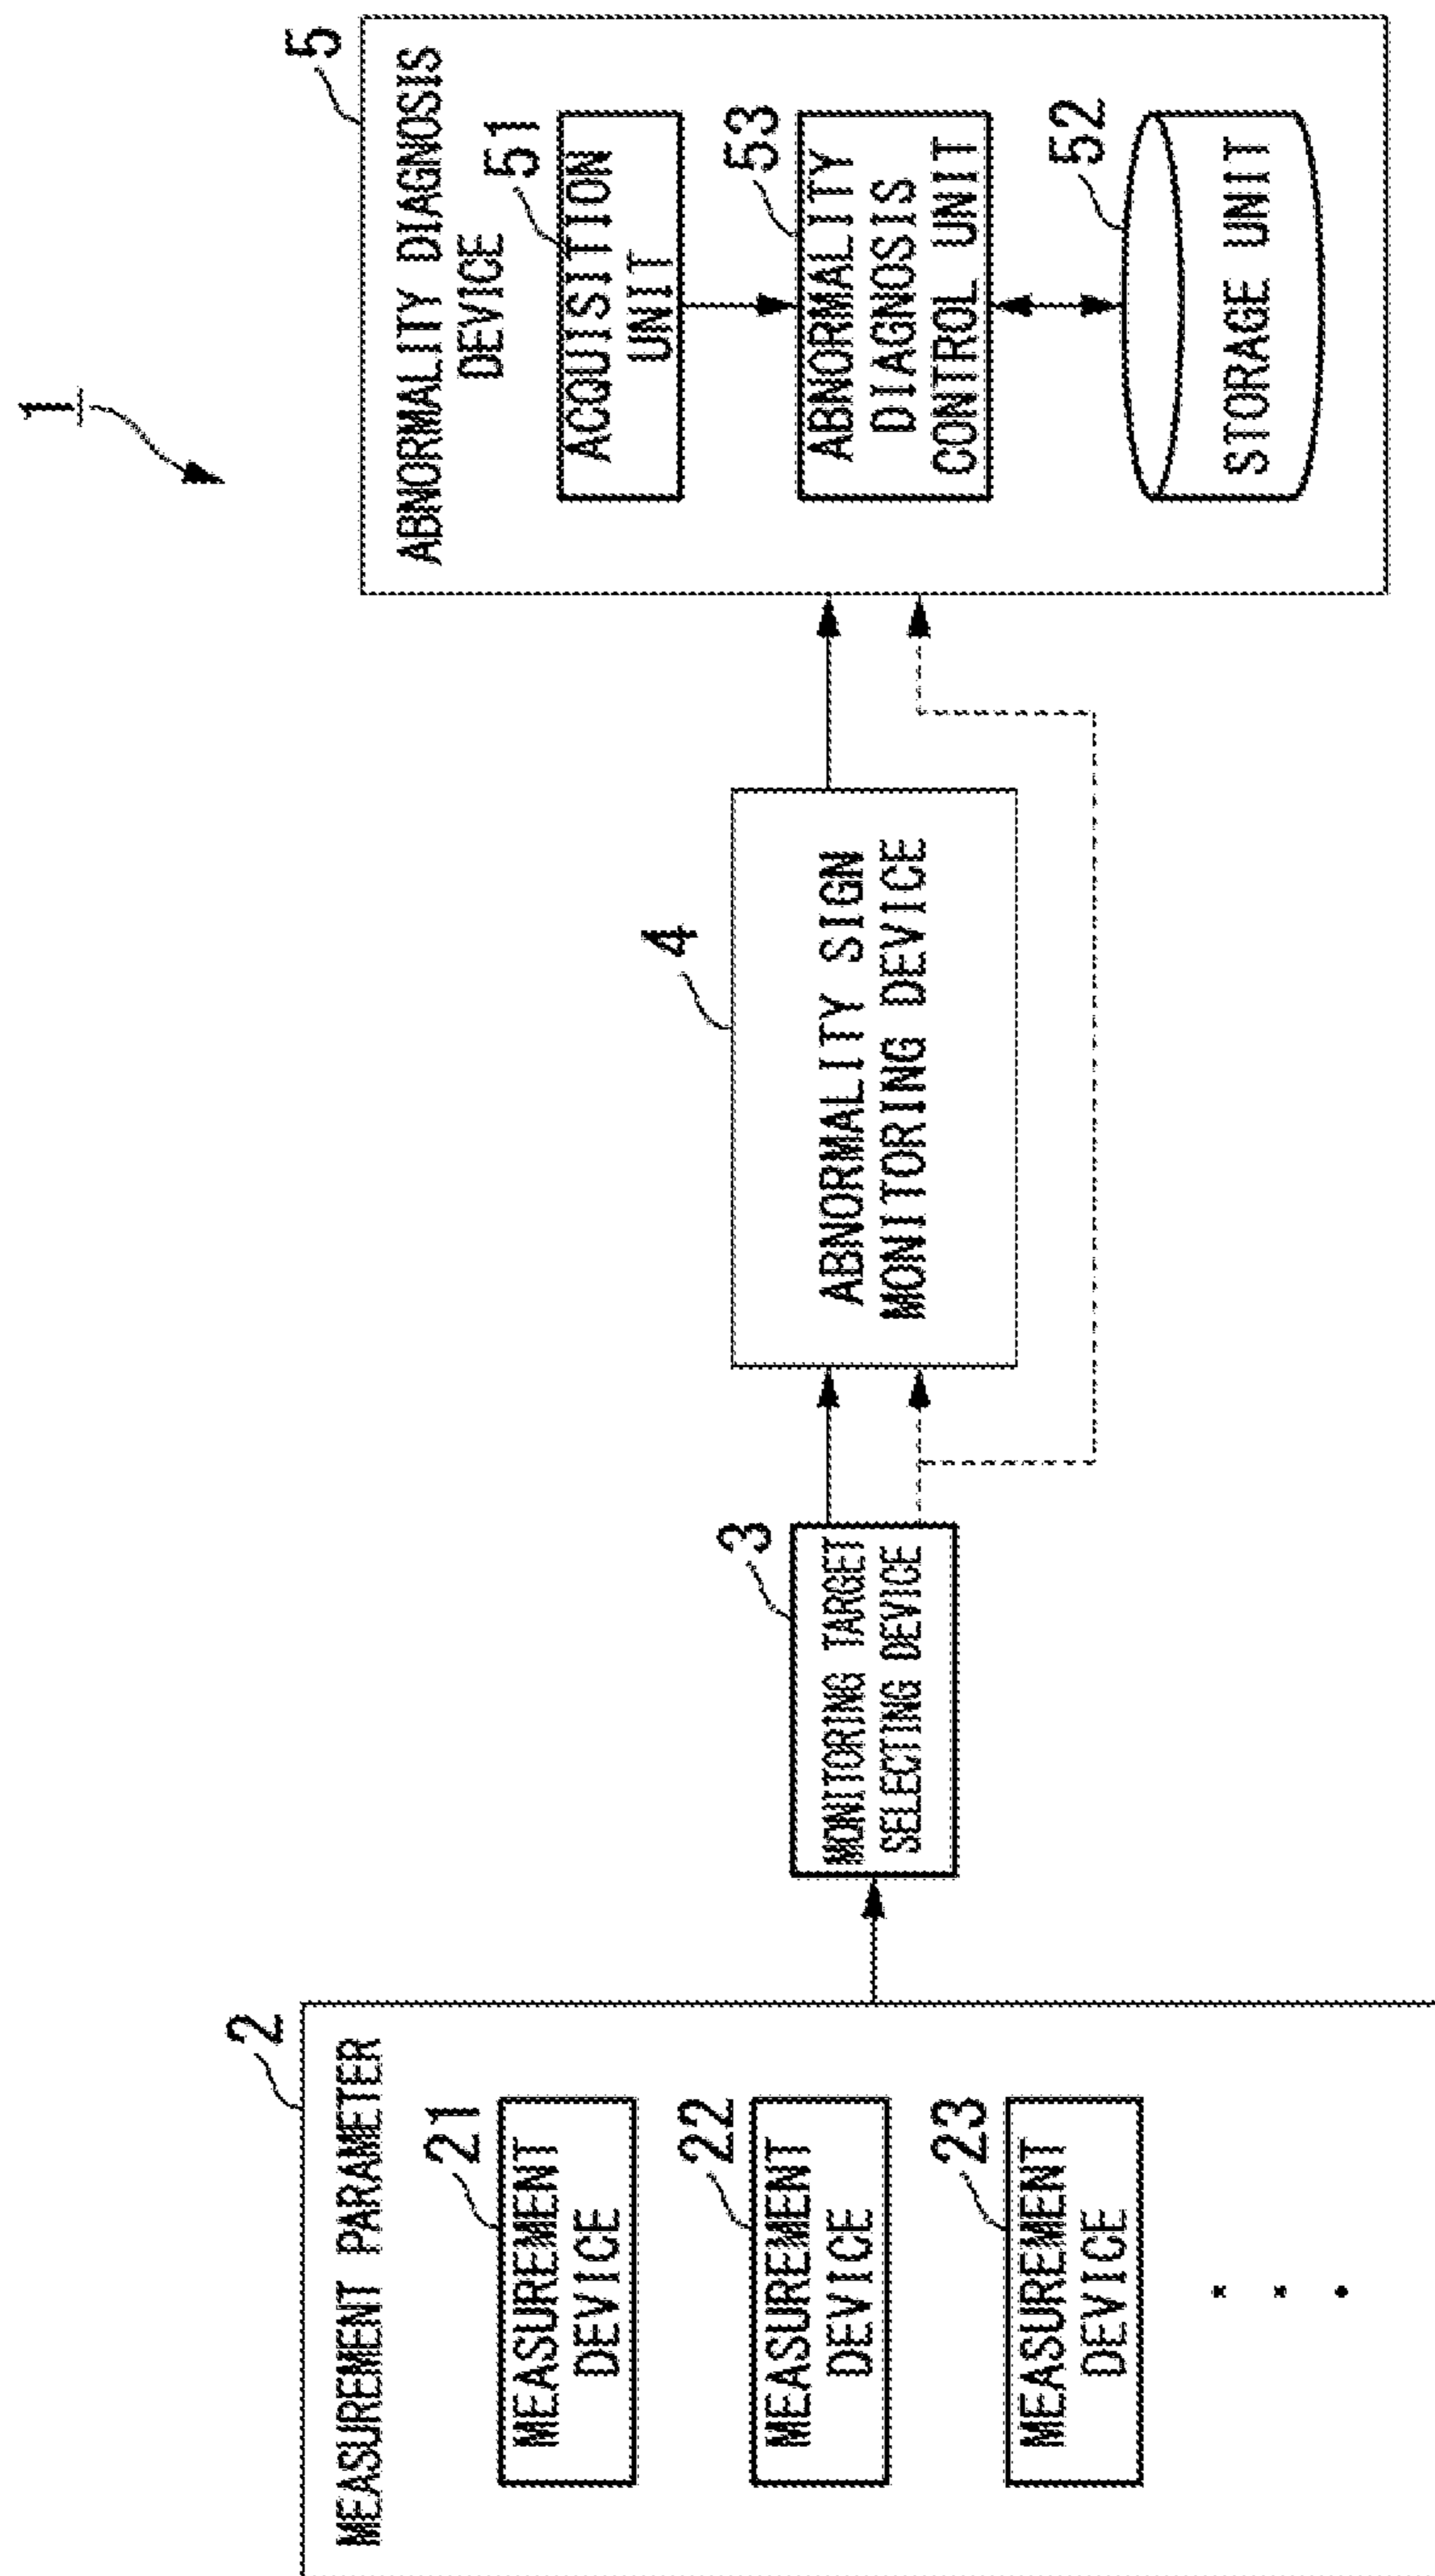 1
2
MEASUREMENT PARAMETER
21
MEASUREMENT
DEVICE
22
MEASUREMENT
DEVICE
23
MEASUREMENT
DEVICE
3
MONITORING TARGET
SELECTING DEVICE
4
ABNORMALITY SIGN
MONITORING DEVICE
5
ABNORMALITY DIAGNOSIS
DEVICE
51
ACQUISITION
UNIT
53
ABNORMALITY
DIAGNOSIS
CONTROL UNIT
52
STORAGE UNIT